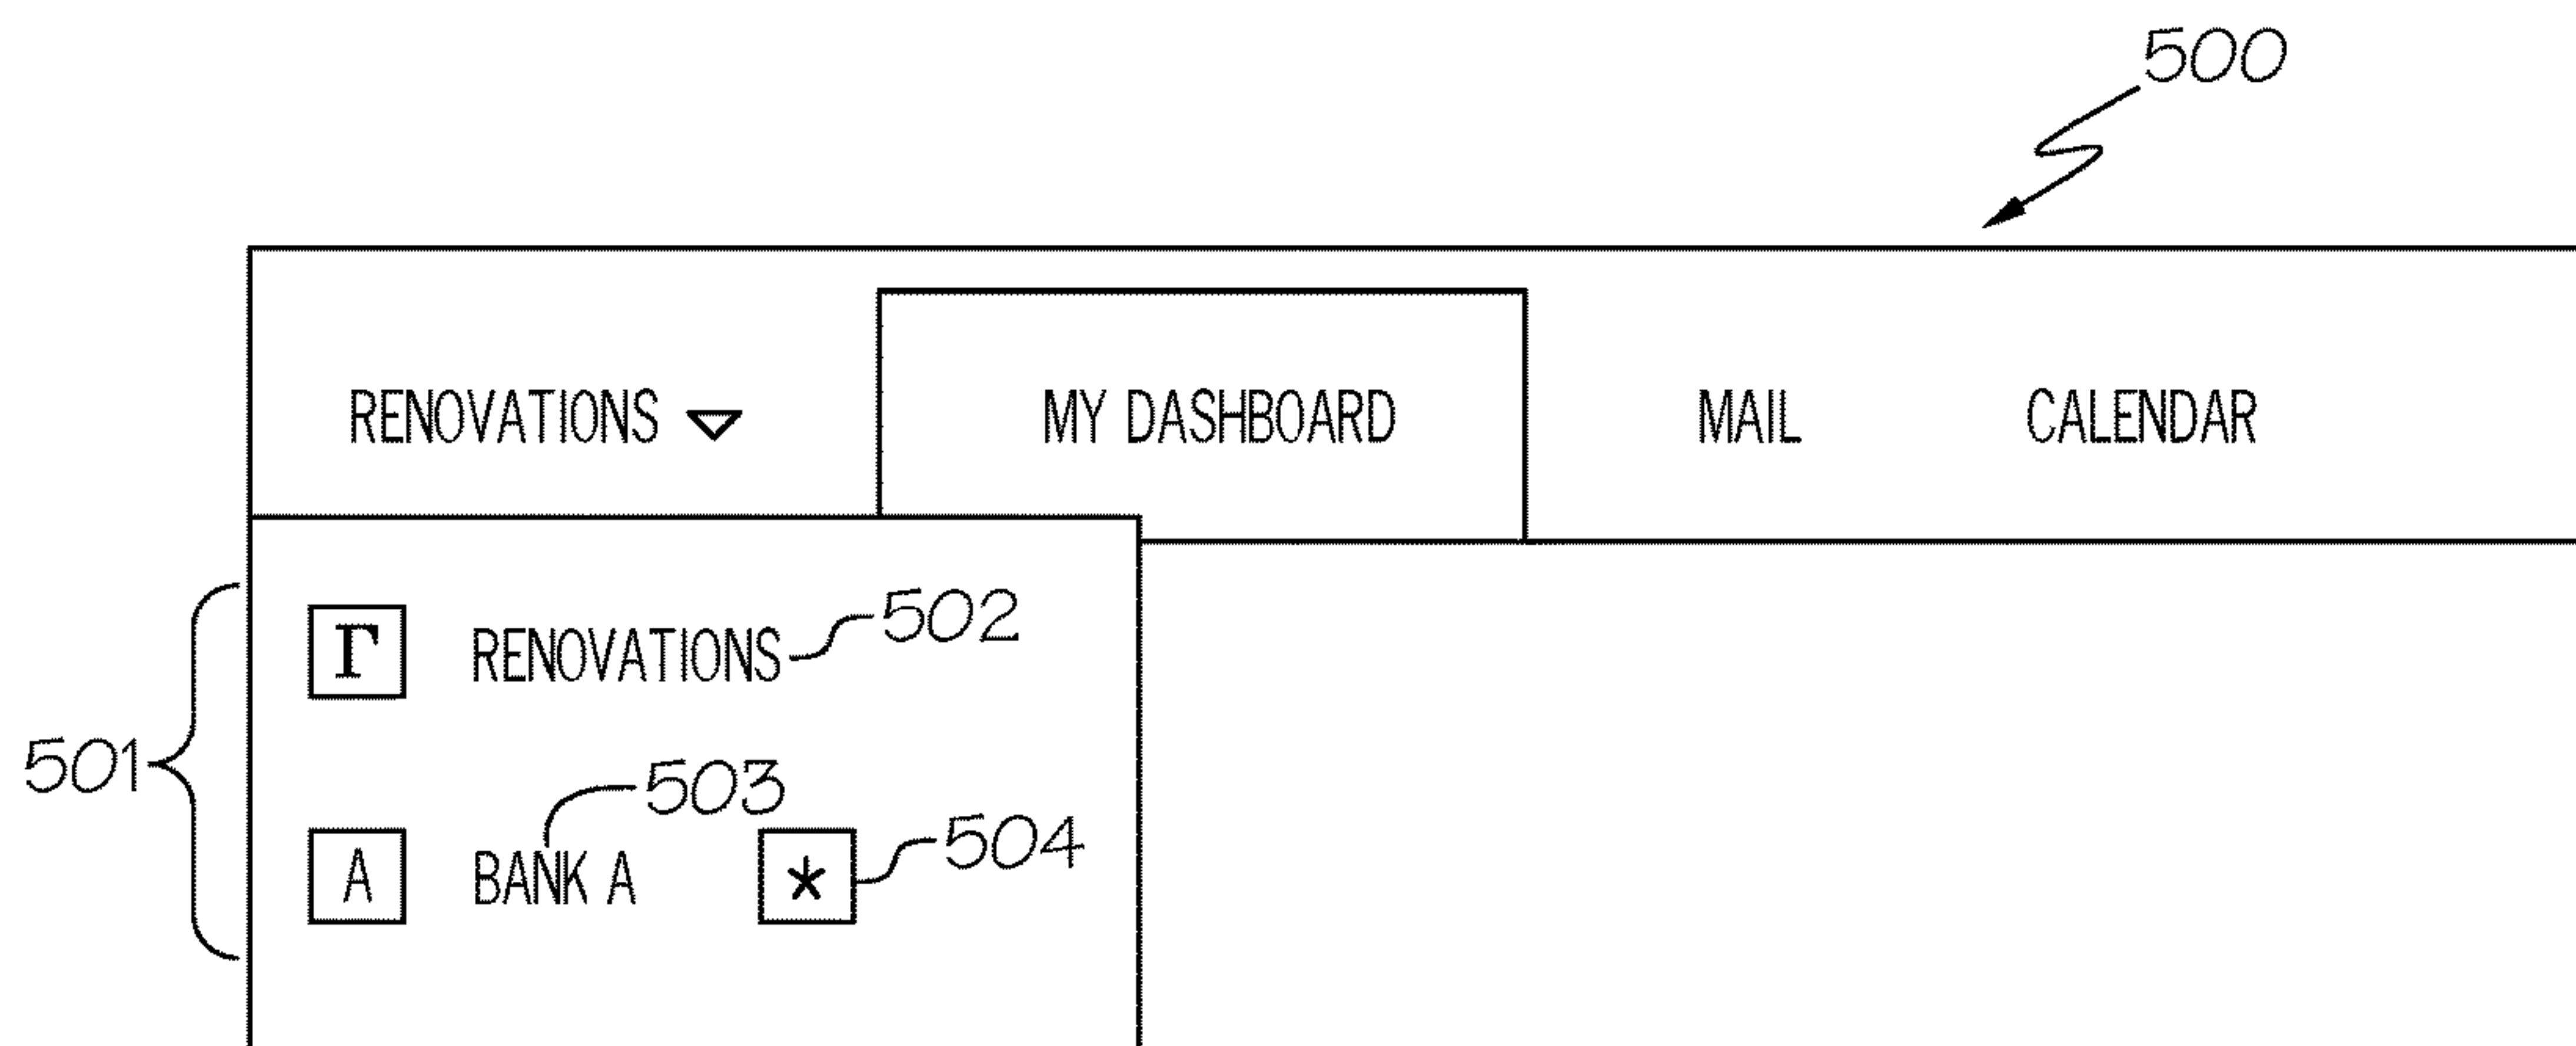 500
RENOVATIONS ▽ MY DASHBOARD MAIL CALENDAR
Γ RENOVATIONS 502
501
503
A BANK A * 504